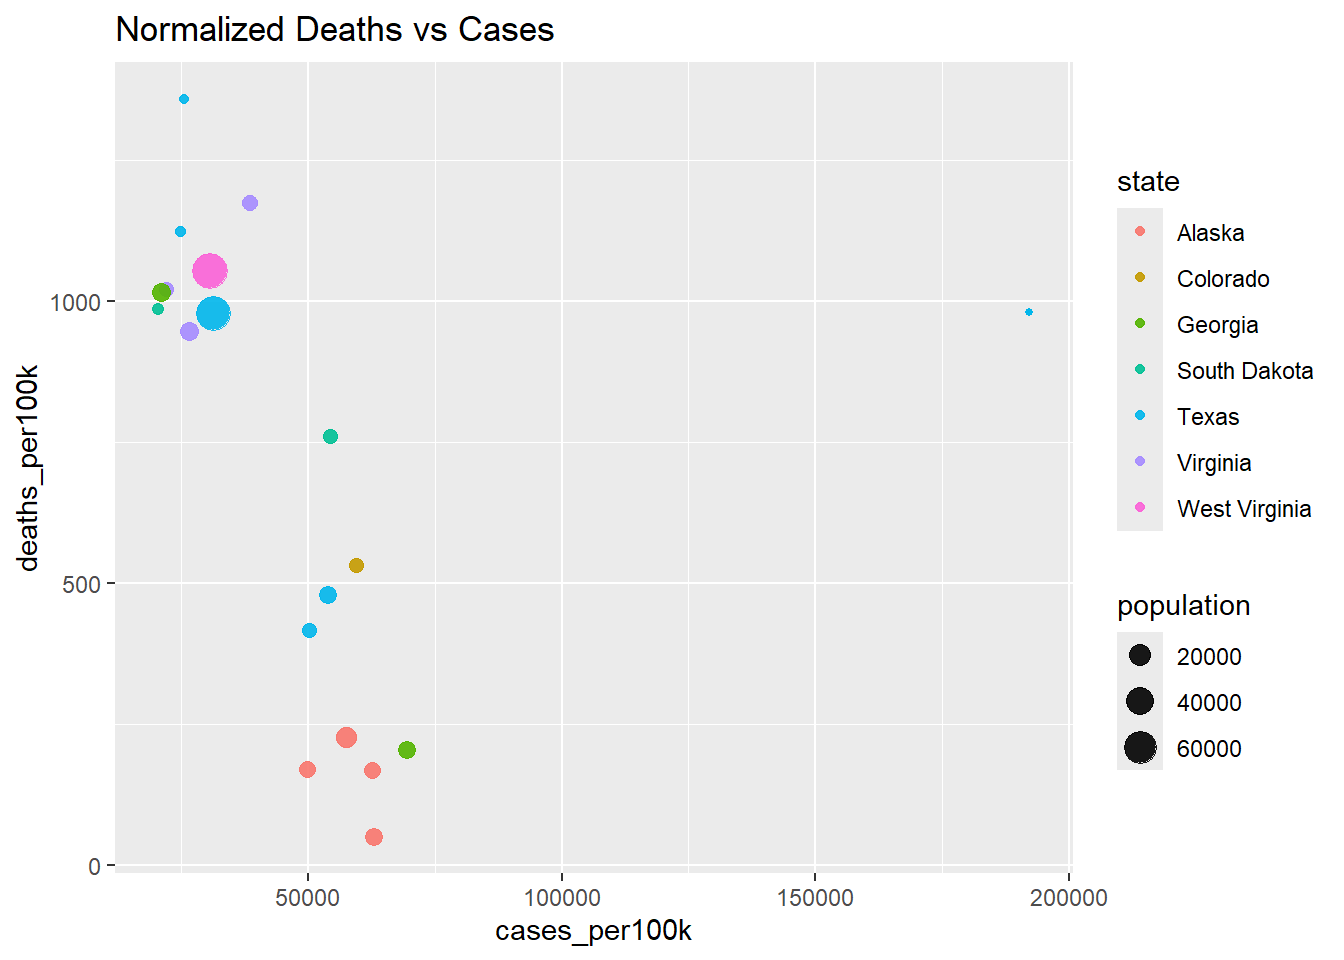 Normalized Deaths vs Cases
deaths_per100k
1000
500
0
50000
100000
150000
200000
cases_per100k
state
Alaska
Colorado
Georgia
South Dakota
Texas
Virginia
West Virginia
population
20000
40000
60000